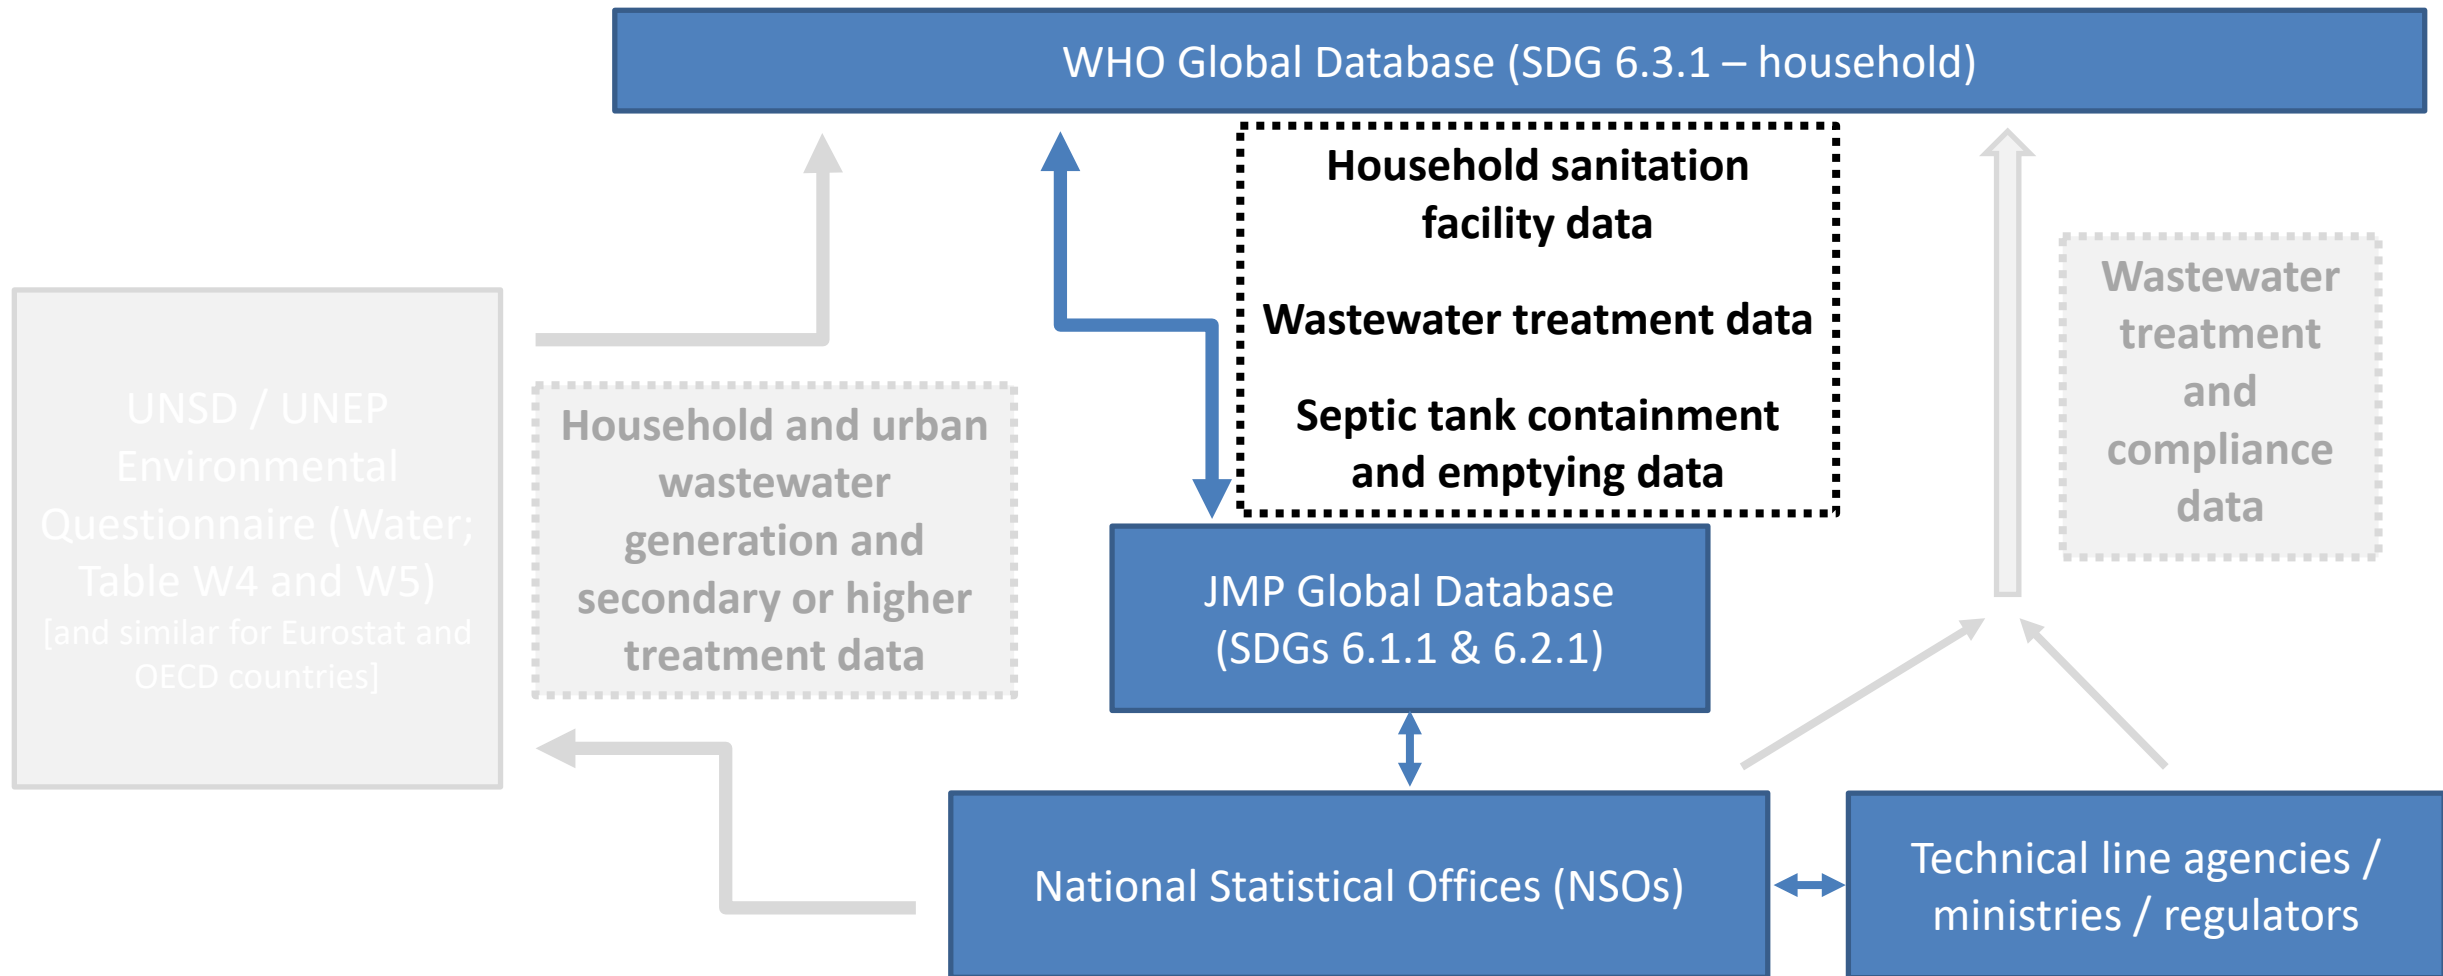 WHO Global Database (SDG 6.3.1 – household)
Household sanitation
facility data
Wastewater treatment data
Septic tank containment
and emptying data
Wastewater
treatment
and
compliance
data
UNSD / UNEP
Environmental
Questionnaire (Water;
Table W4 and W5)
[and similar for Eurostat and
OECD countries]
Household and urban
wastewater
generation and
secondary or higher
treatment data
JMP Global Database
(SDGs 6.1.1 & 6.2.1)
National Statistical Offices (NSOs)
Technical line agencies /
ministries / regulators